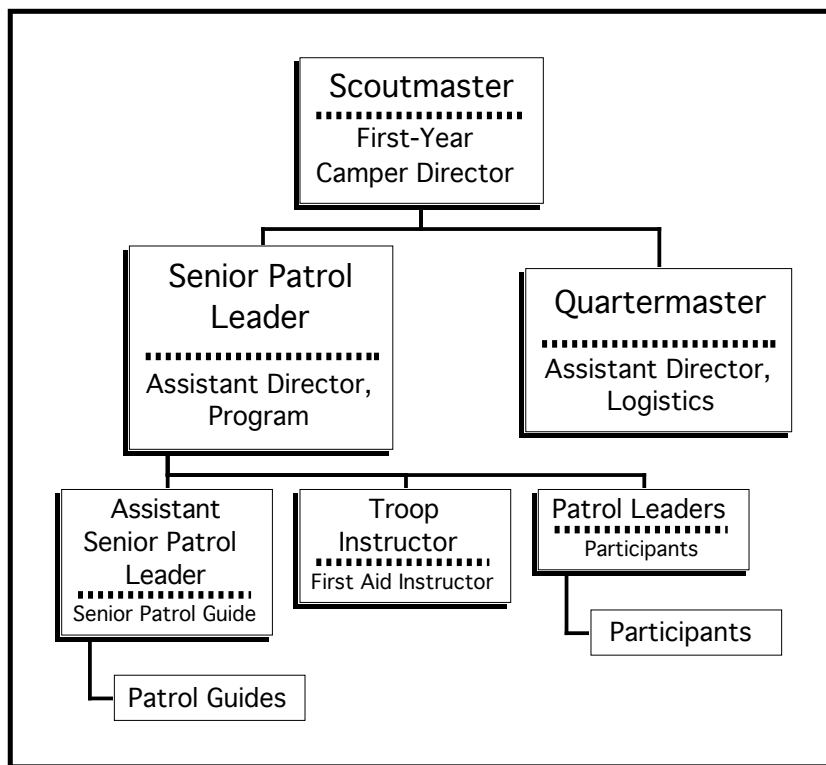 Scoutmaster
First-Year
Camper Director
Senior Patrol
Leader
Assistant Director,
Program
Quartermaster
Assistant Director,
Logistics
Assistant
Senior Patrol
Leader
Senior Patrol Guide
Troop
Instructor
First Aid Instructor
Patrol Leaders
Participants
Participants
Patrol Guides